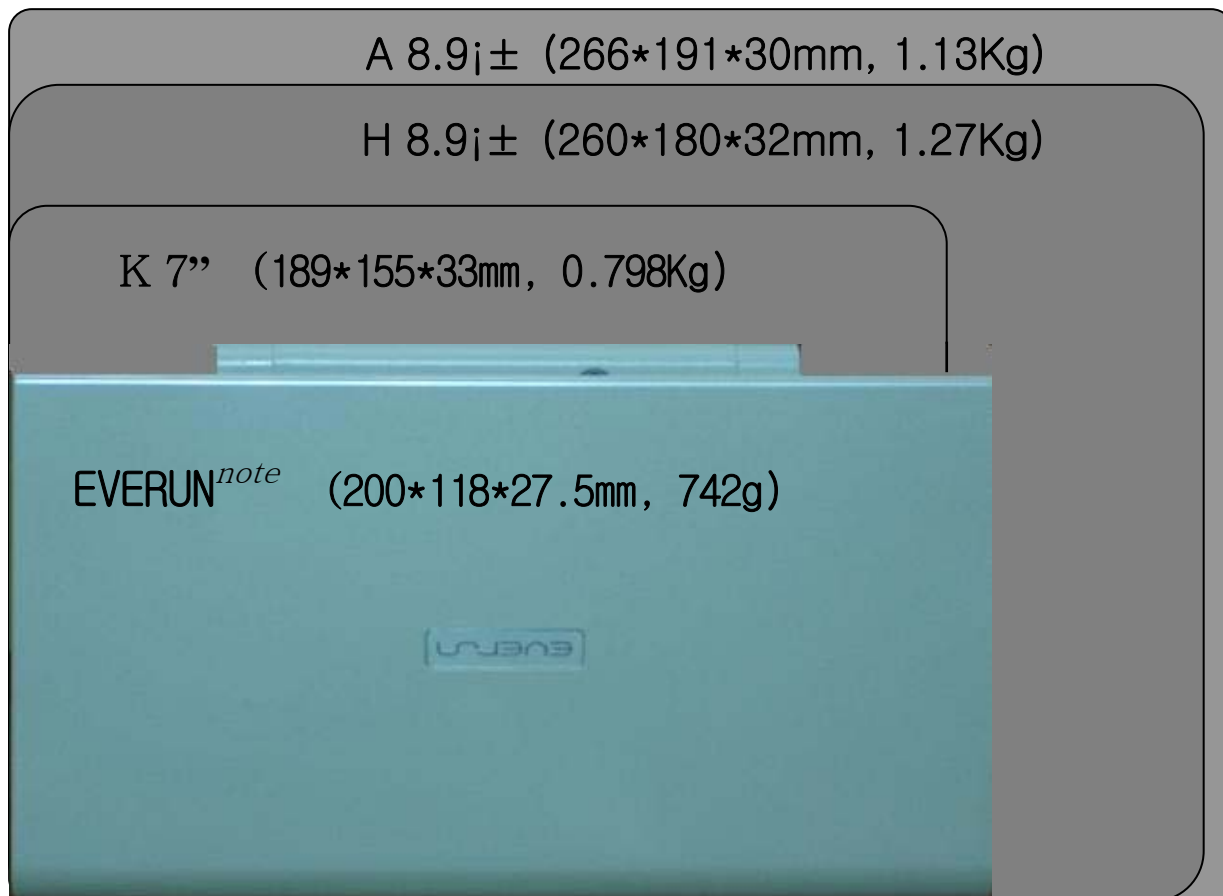 A 8.9¡± (266*191*30mm, 1.13Kg)
H 8.9¡± (260*180*32mm, 1.27Kg)
K 7” (189*155*33mm, 0.798Kg)
EVERUNnote (200*118*27.5mm, 742g)
EVERUN